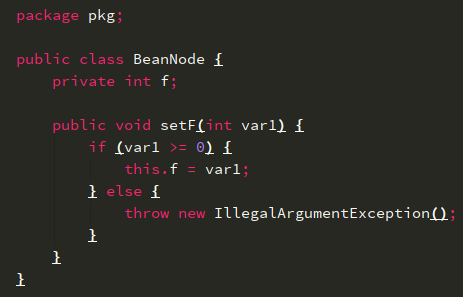 package pkg;
public class BeanNode {
private int f;
public void setF(int var1) {
if (var1 >= 0) {
this.f = var1;
} else {
throw new IllegalArgumentException();
}
}
}